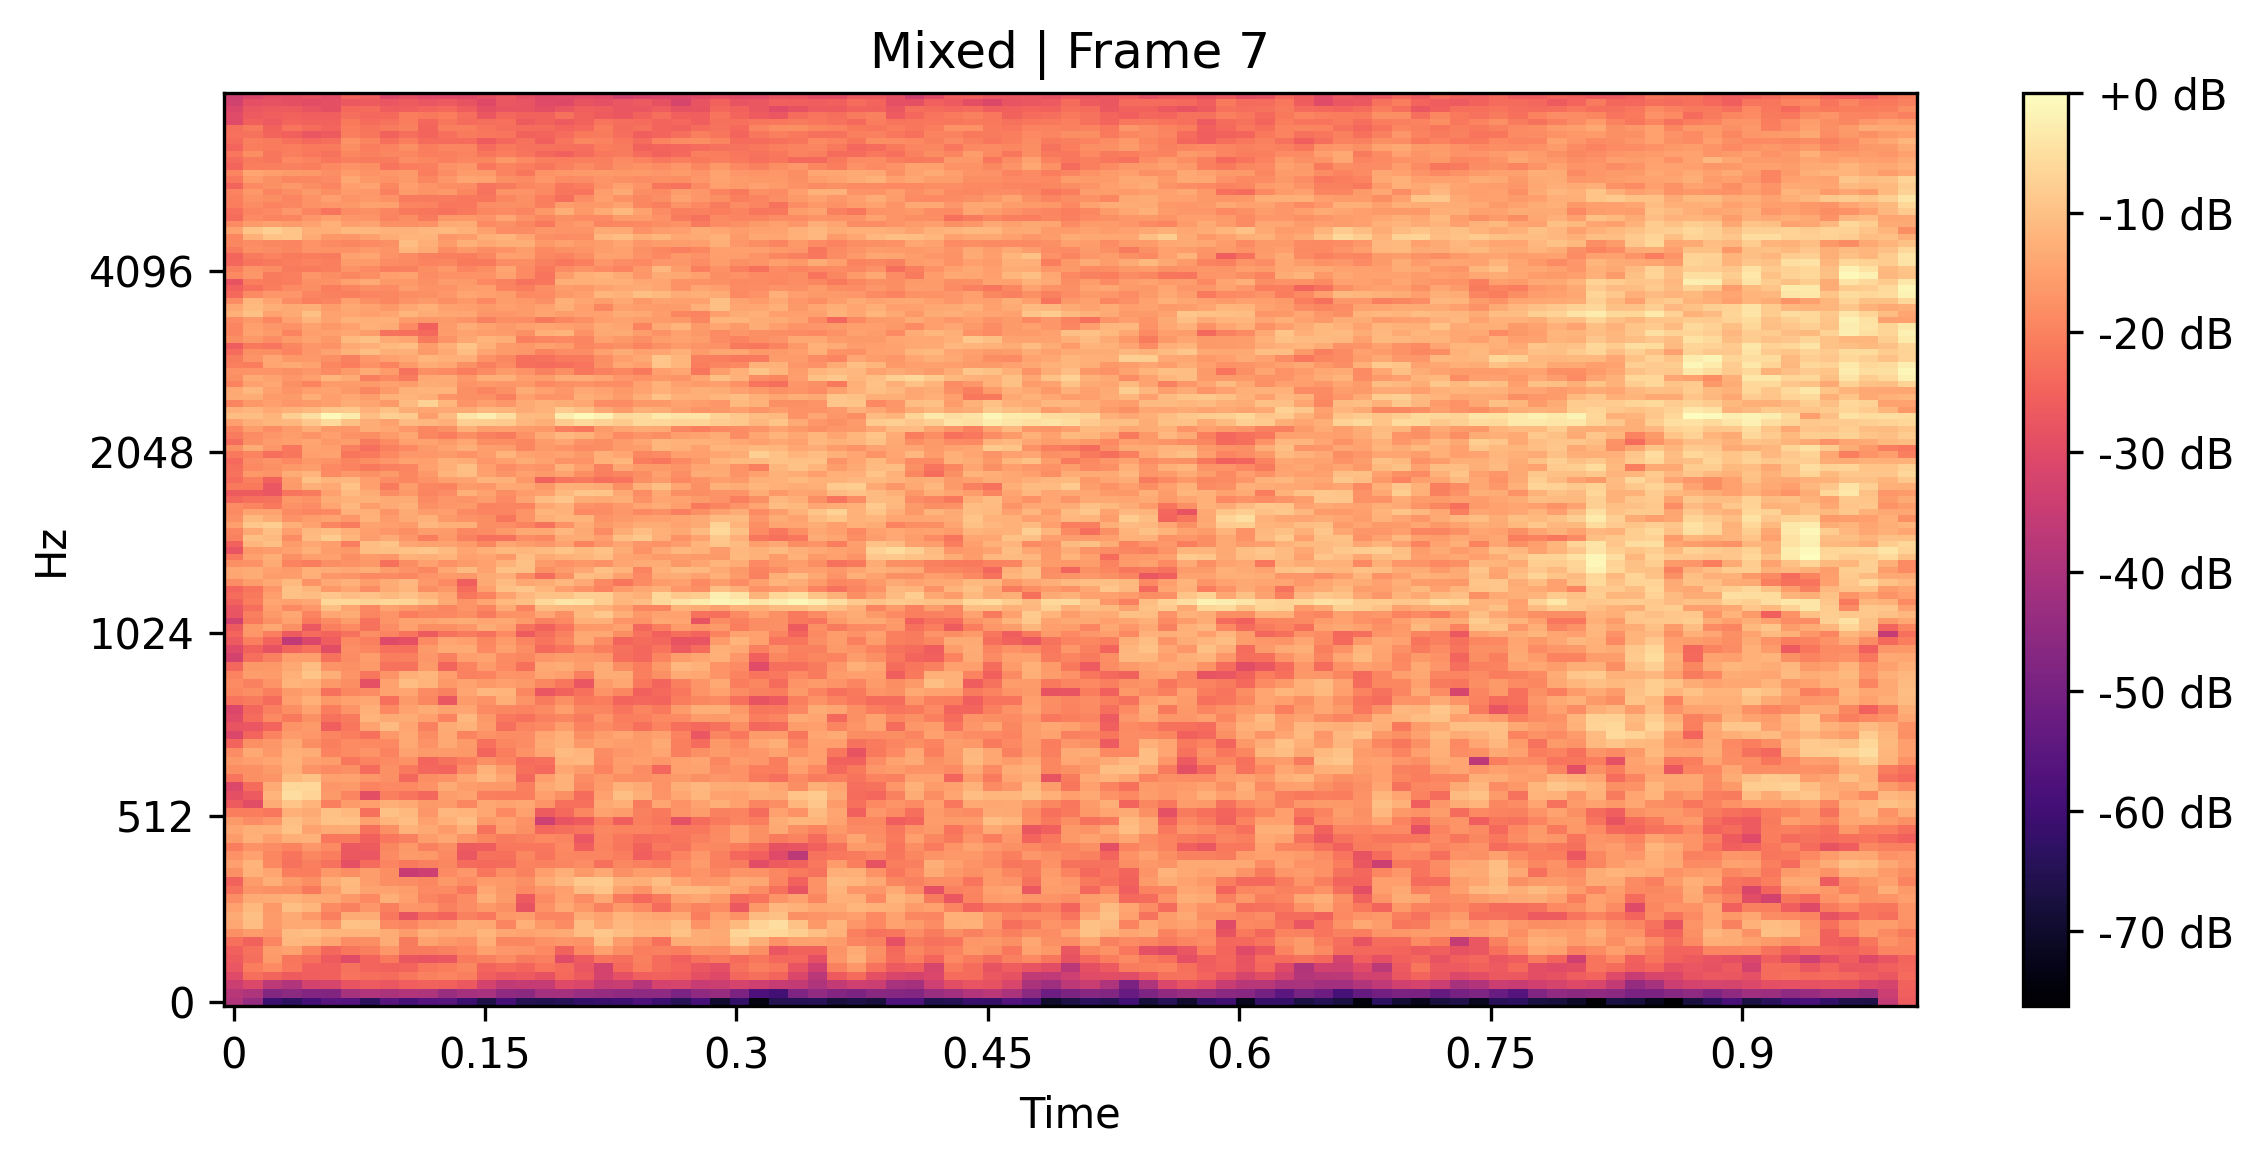 Mixed | Frame 7
Hz
4096
2048
1024
512
0
0 0.15 0.3 0.45 0.6 0.75 0.9
Time
+0 dB
-10 dB
-20 dB
-30 dB
-40 dB
-50 dB
-60 dB
-70 dB